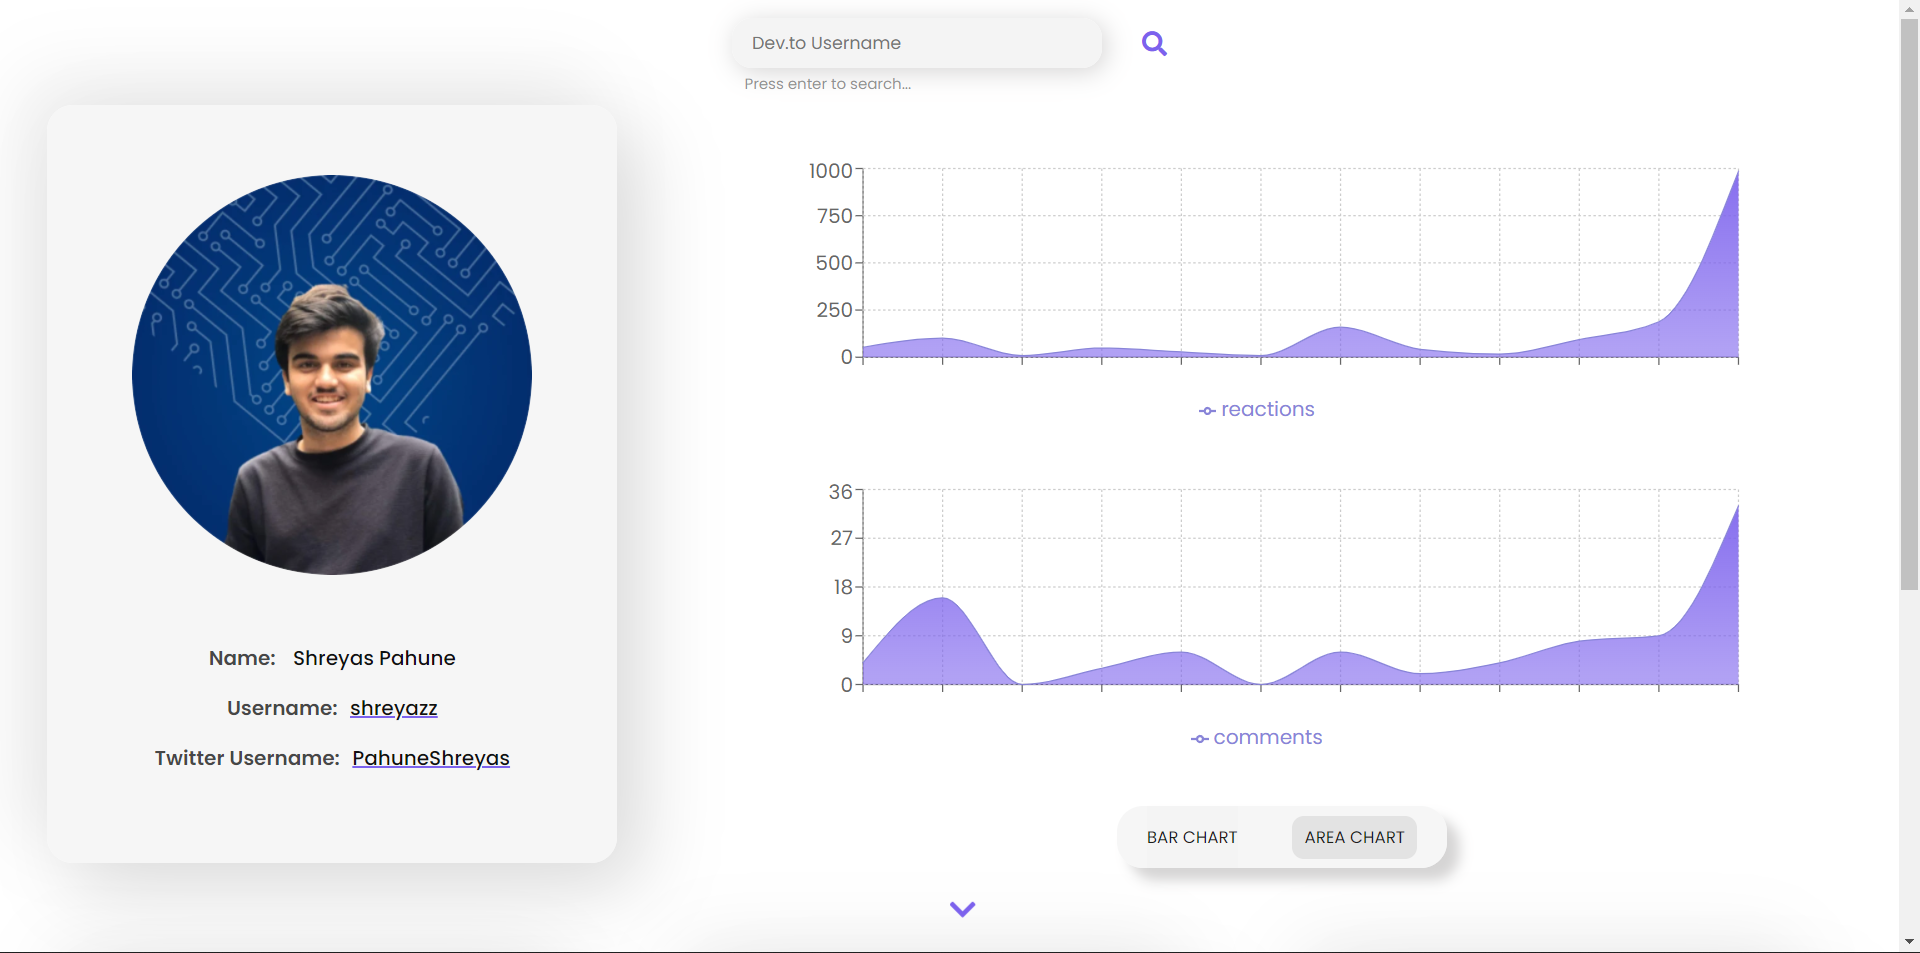 Dev.to Username
Press enter to search...
Name: Shreyas Pahune
Username: shreyazz
Twitter Username: PahuneShreyas
1000
750
500
250
0
reactions
36
27
18
9
0
comments
BAR CHART
AREA CHART